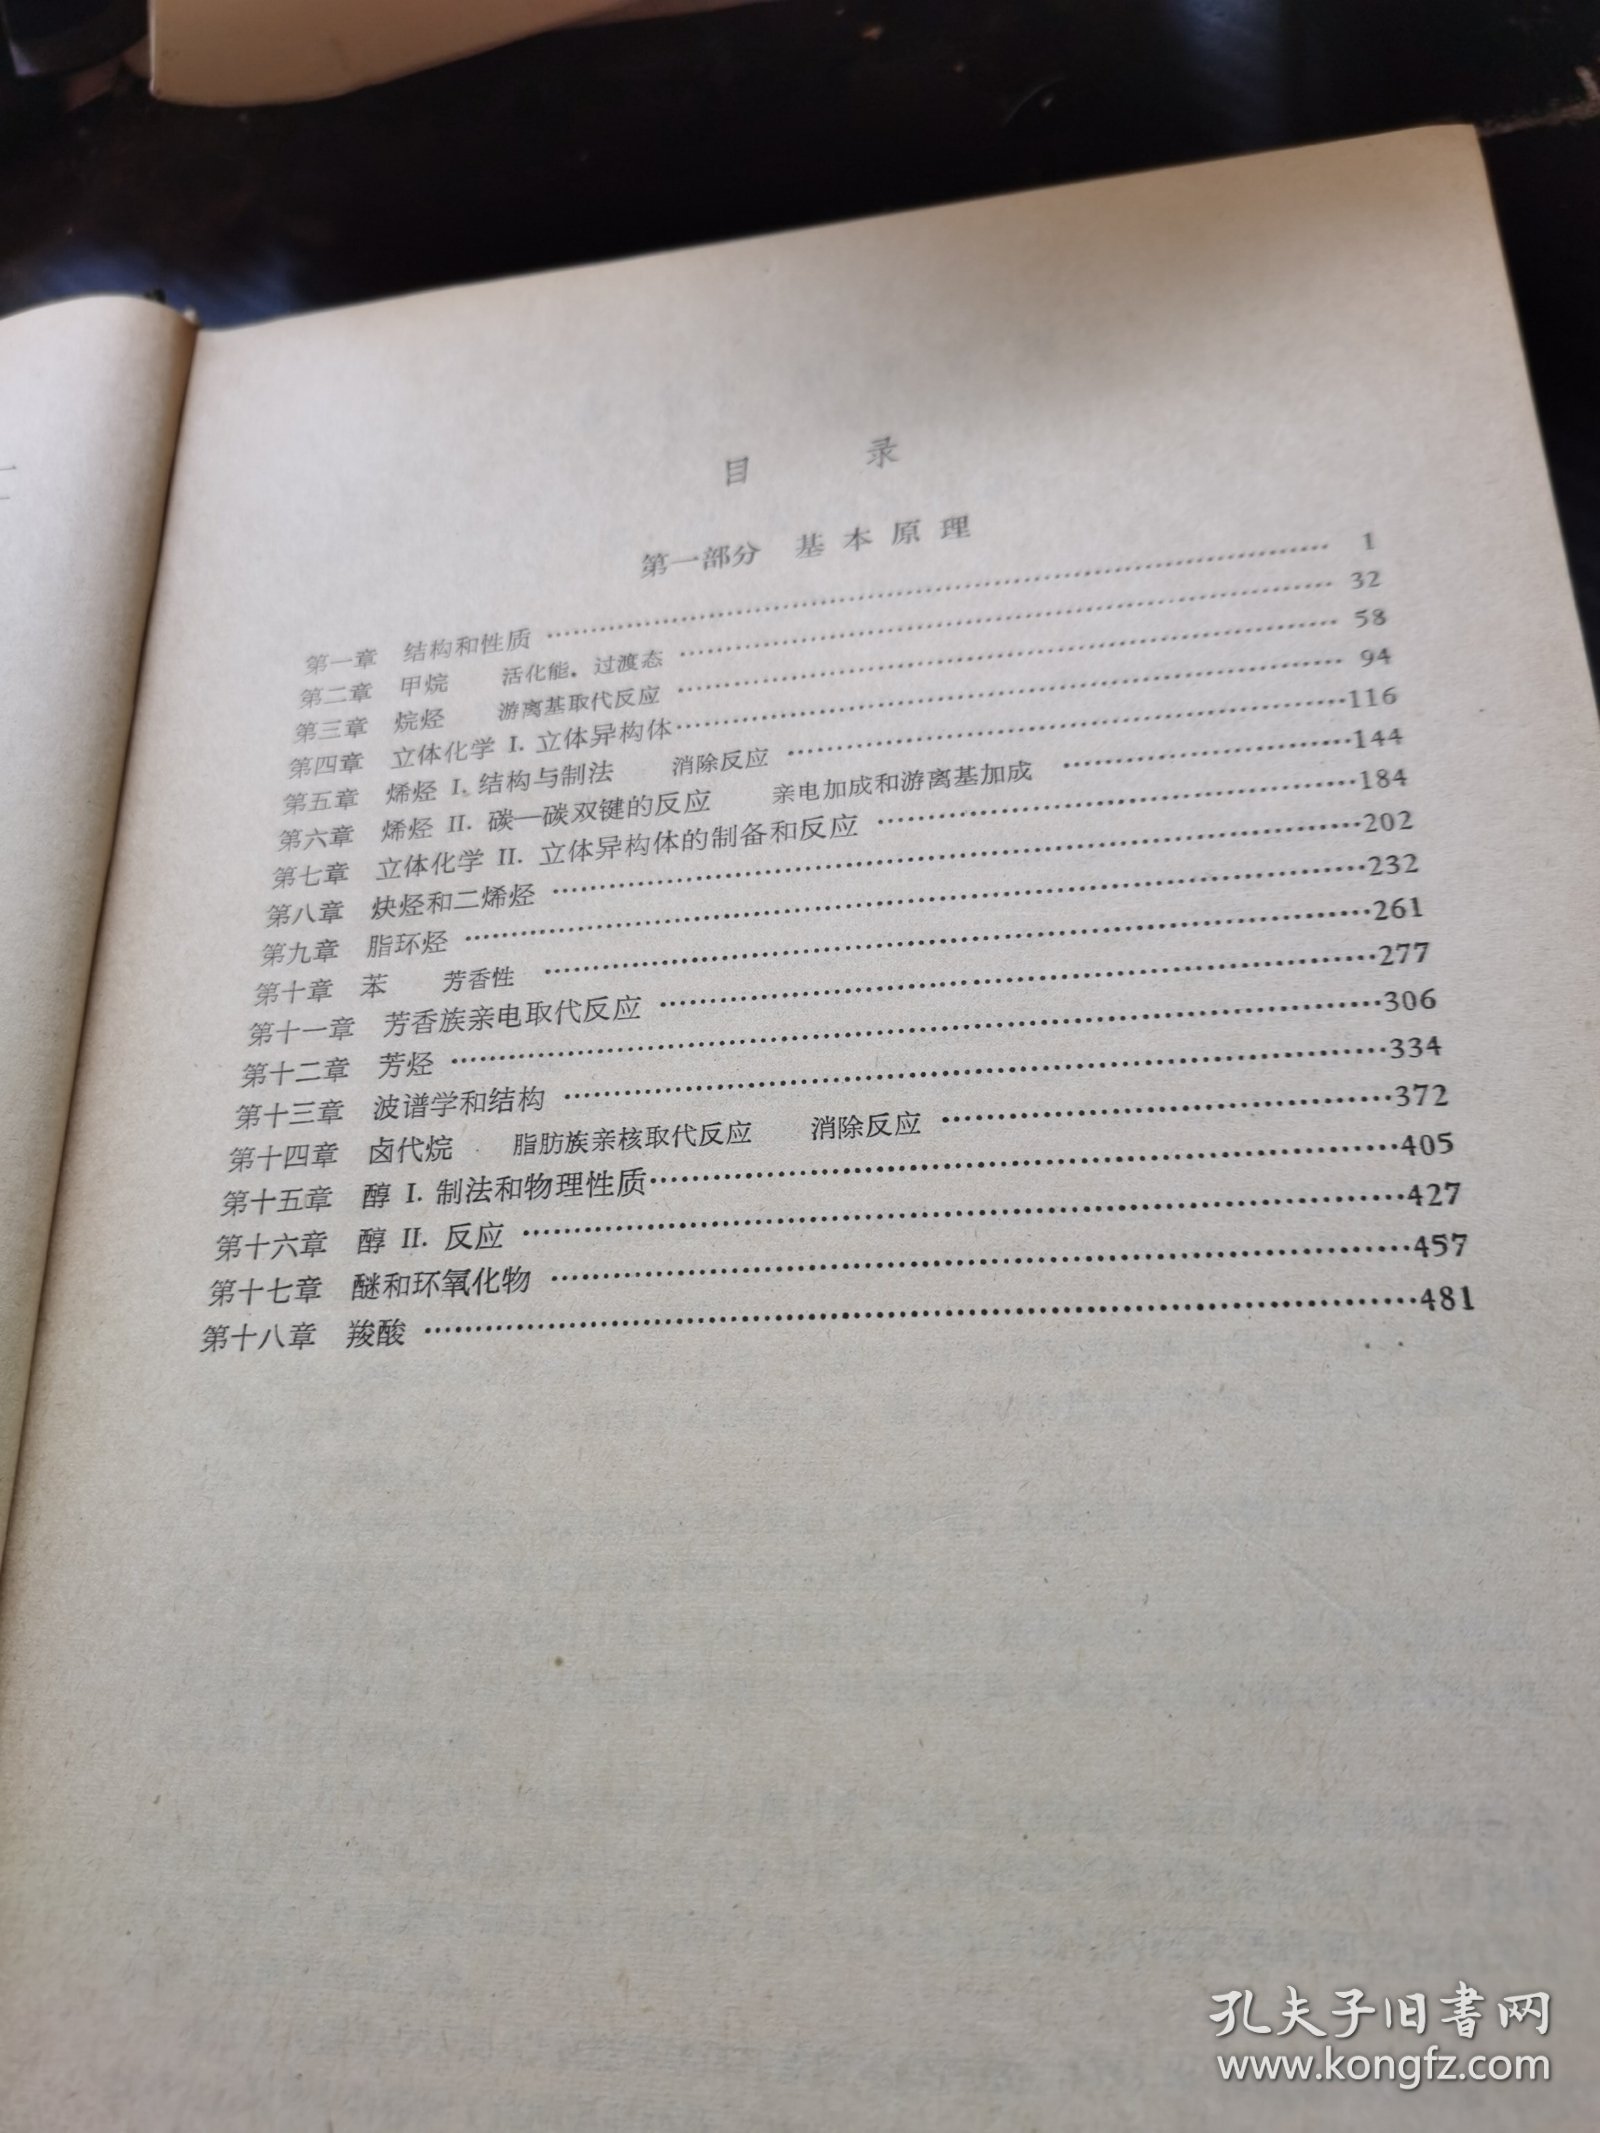 目 录
第一部分 基本原理
第一章 结构和性质 …… 1
第二章 甲烷 活化能．过渡态 …… 32
第三章 烷烃 游离基取代反应 …… 58
第四章 立体化学 I. 立体异构体 …… 94
第五章 烯烃 I. 结构与制法 消除反应 …… 116
第六章 烯烃 II. 碳—碳双键的反应 亲电加成和游离基加成 …… 144
第七章 立体化学 II. 立体异构体的制备和反应 …… 184
第八章 炔烃和二烯烃 …… 202
第九章 脂环烃 …… 232
第十章 苯 芳香性 …… 261
第十一章 芳香族亲电取代反应 …… 277
第十二章 芳烃 …… 306
第十三章 波谱学和结构 …… 334
第十四章 卤代烷 脂肪族亲核取代反应 消除反应 …… 372
第十五章 醇 I. 制法和物理性质 …… 405
第十六章 醇 II. 反应 …… 427
第十七章 醚和环氧化物 …… 457
第十八章 羧酸 …… 481
孔夫子旧书网
www.kongfz.com